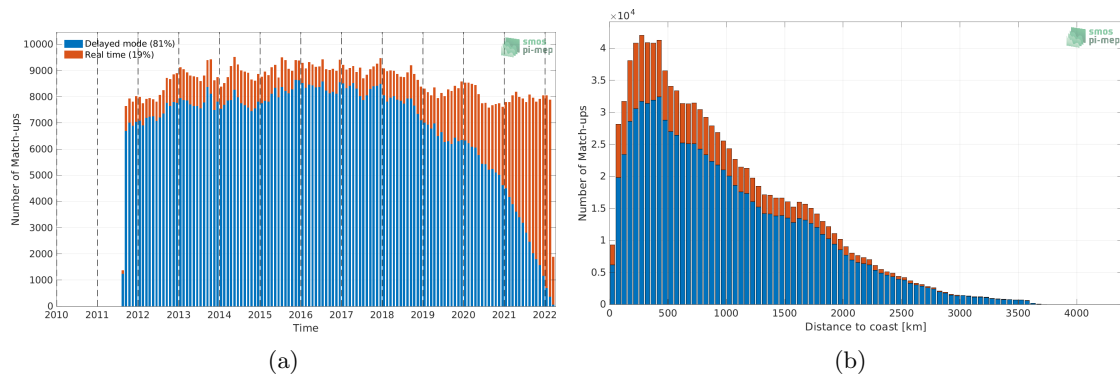 Delayed mode (81%)
Real time (19%)
smos
pi-mep
Number of Match-ups
10000
9000
8000
7000
6000
5000
4000
3000
2000
1000
0
2010 2011 2012 2013 2014 2015 2016 2017 2018 2019 2020 2021 2022
Time
(a)
×10⁴
smos
pi-mep
Number of Match-ups
4
3.5
3
2.5
2
1.5
1
0.5
0
0 500 1000 1500 2000 2500 3000 3500 4000
Distance to coast [km]
(b)